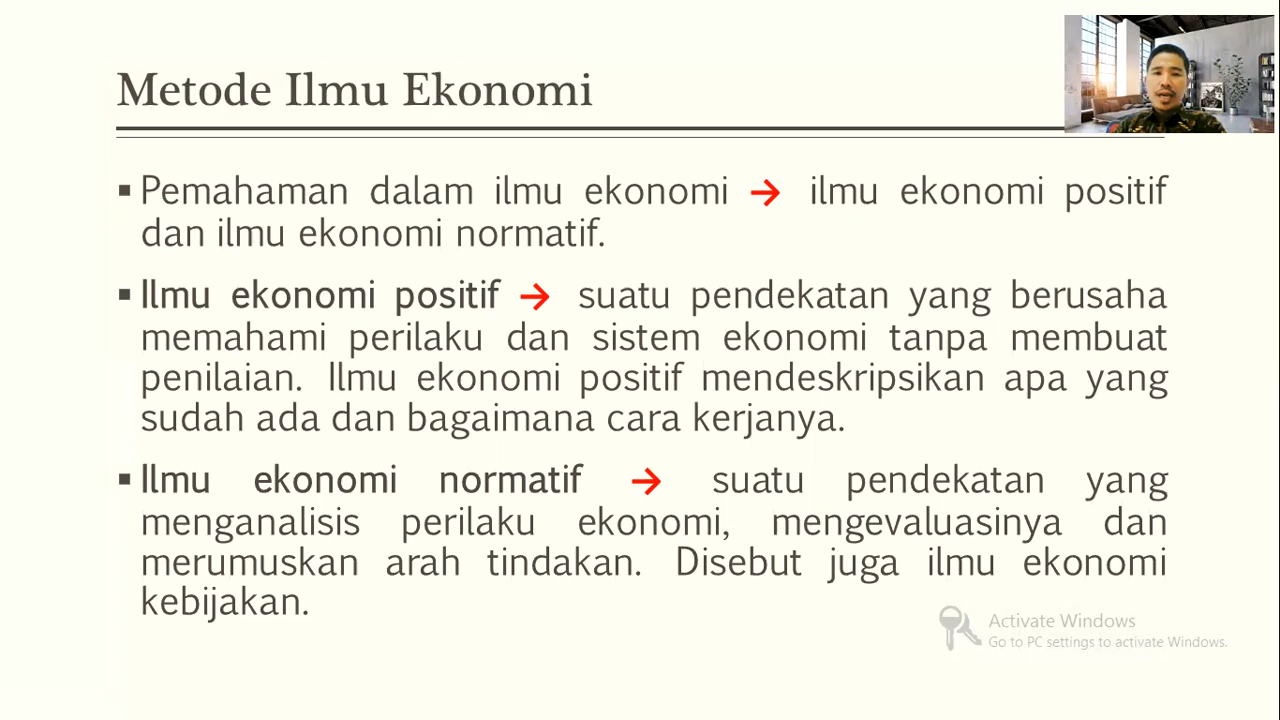 Metode Ilmu Ekonomi
▪ Pemahaman dalam ilmu ekonomi → ilmu ekonomi positif
dan ilmu ekonomi normatif.
▪ Ilmu ekonomi positif → suatu pendekatan yang berusaha
memahami perilaku dan sistem ekonomi tanpa membuat
penilaian. Ilmu ekonomi positif mendeskripsikan apa yang
sudah ada dan bagaimana cara kerjanya.
▪ Ilmu ekonomi normatif → suatu pendekatan yang
menganalisis perilaku ekonomi, mengevaluasinya dan
merumuskan arah tindakan. Disebut juga ilmu ekonomi
kebijakan.
Activate Windows
Go to PC settings to activate Windows.